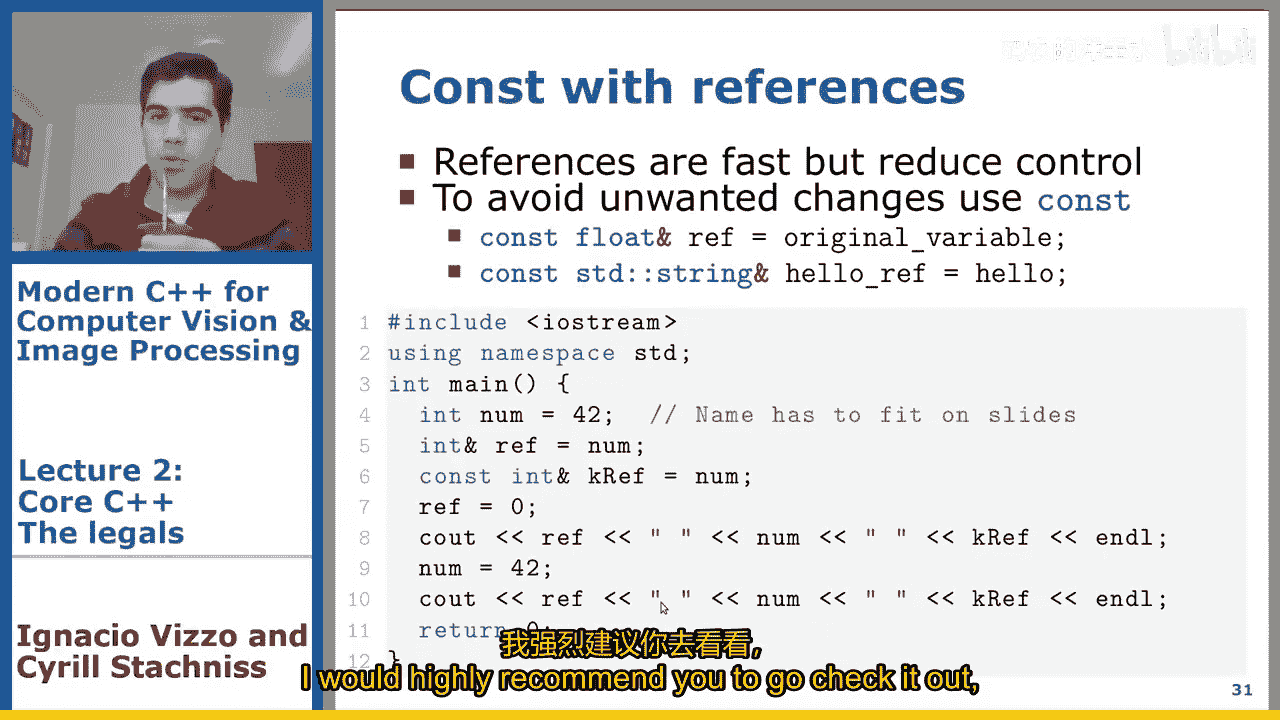 Const with references
References are fast but reduce control
To avoid unwanted changes use const
const float& ref = original_variable;
const std::string& hello_ref = hello;
1 #include <iostream>
2 using namespace std;
3 int main() {
4 int num = 42; // Name has to fit on slides
5 int& ref = num;
6 const int& kRef = num;
7 ref = 0;
8 cout << ref << " " << num << " " << kRef << endl;
9 num = 42;
10 cout << ref << " " << num << " " << kRef << endl;
11 return 0;
12 }
Modern C++ for
Computer Vision &
Image Processing
Lecture 2:
Core C++
The legals
Ignacio Vizzo and
Cyrill Stachniss
我强烈建议你去看看,
I would highly recommend you to go check it out,
31